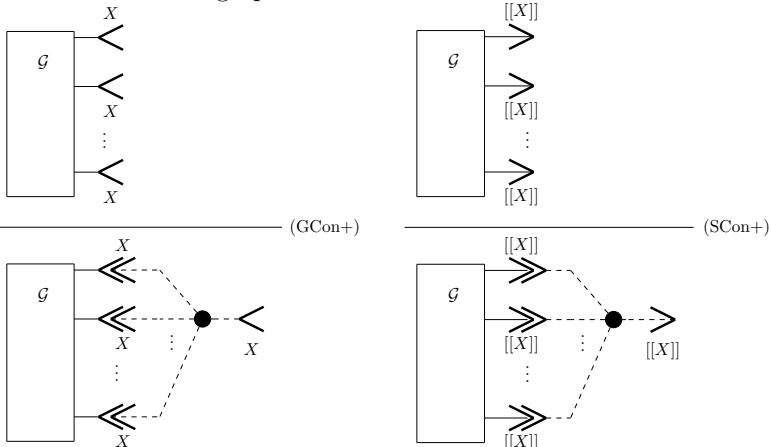 X [[X]]
𝒢 𝒢
X [[X]]
⋮ ⋮
X [[X]]
(GCon+) (SCon+)
X [[X]]
𝒢 𝒢
X [[X]]
⋮ ⋮
X [[X]]
⋮ ⋮
X [[X]]